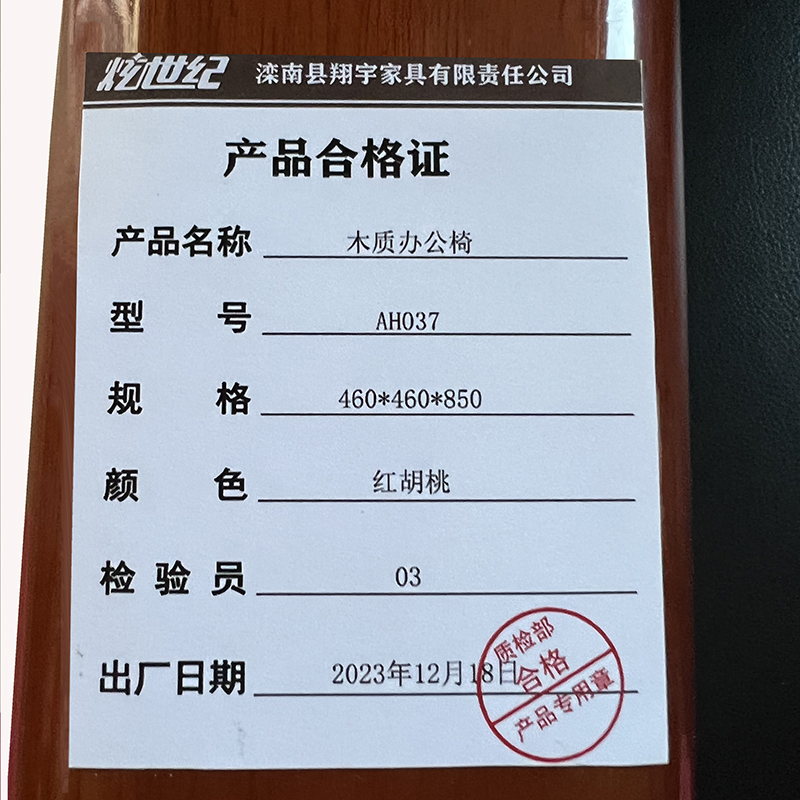 炫世纪 滦南县翔宇家具有限责任公司
产品合格证
产品名称 木质办公椅
型号 AH037
规格 460*460*850
颜色 红胡桃
检验员 03
出厂日期 2023年12月18日
质检部
合格
产品专用章